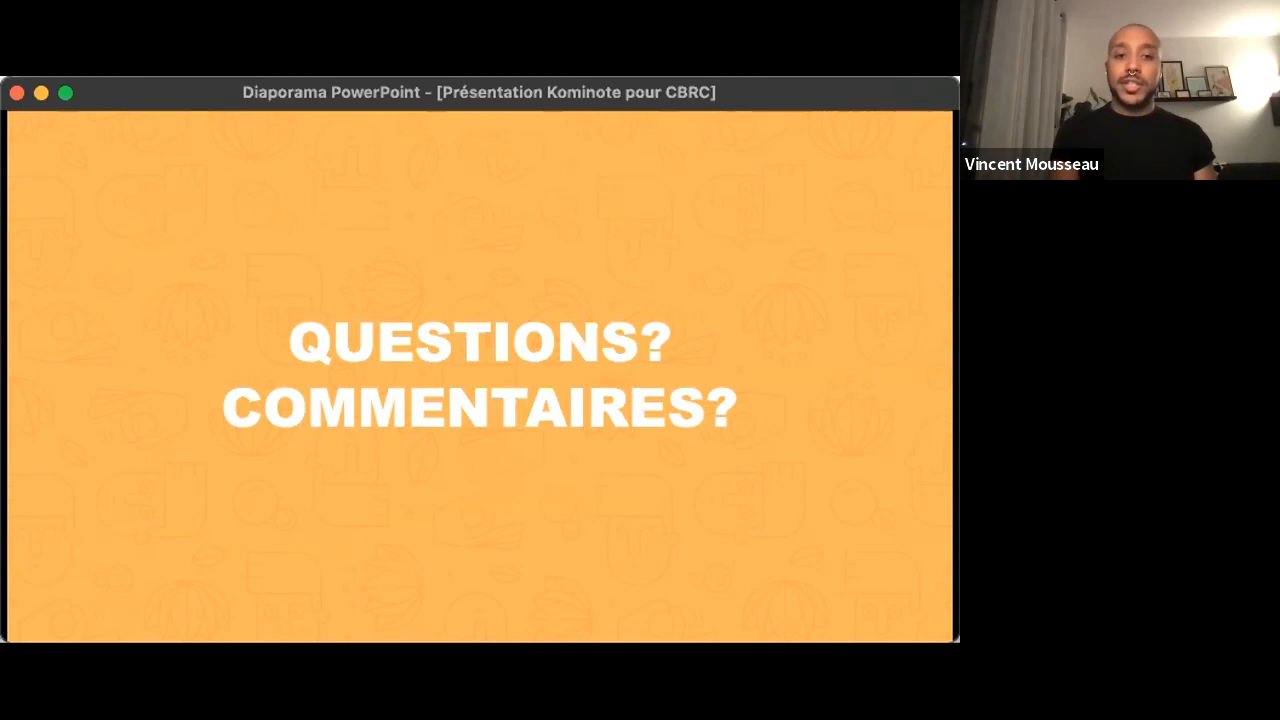 Diaporama PowerPoint - [Présentation Kominote pour CBRC]
Vincent Mousseau
QUESTIONS?
COMMENTAIRES?